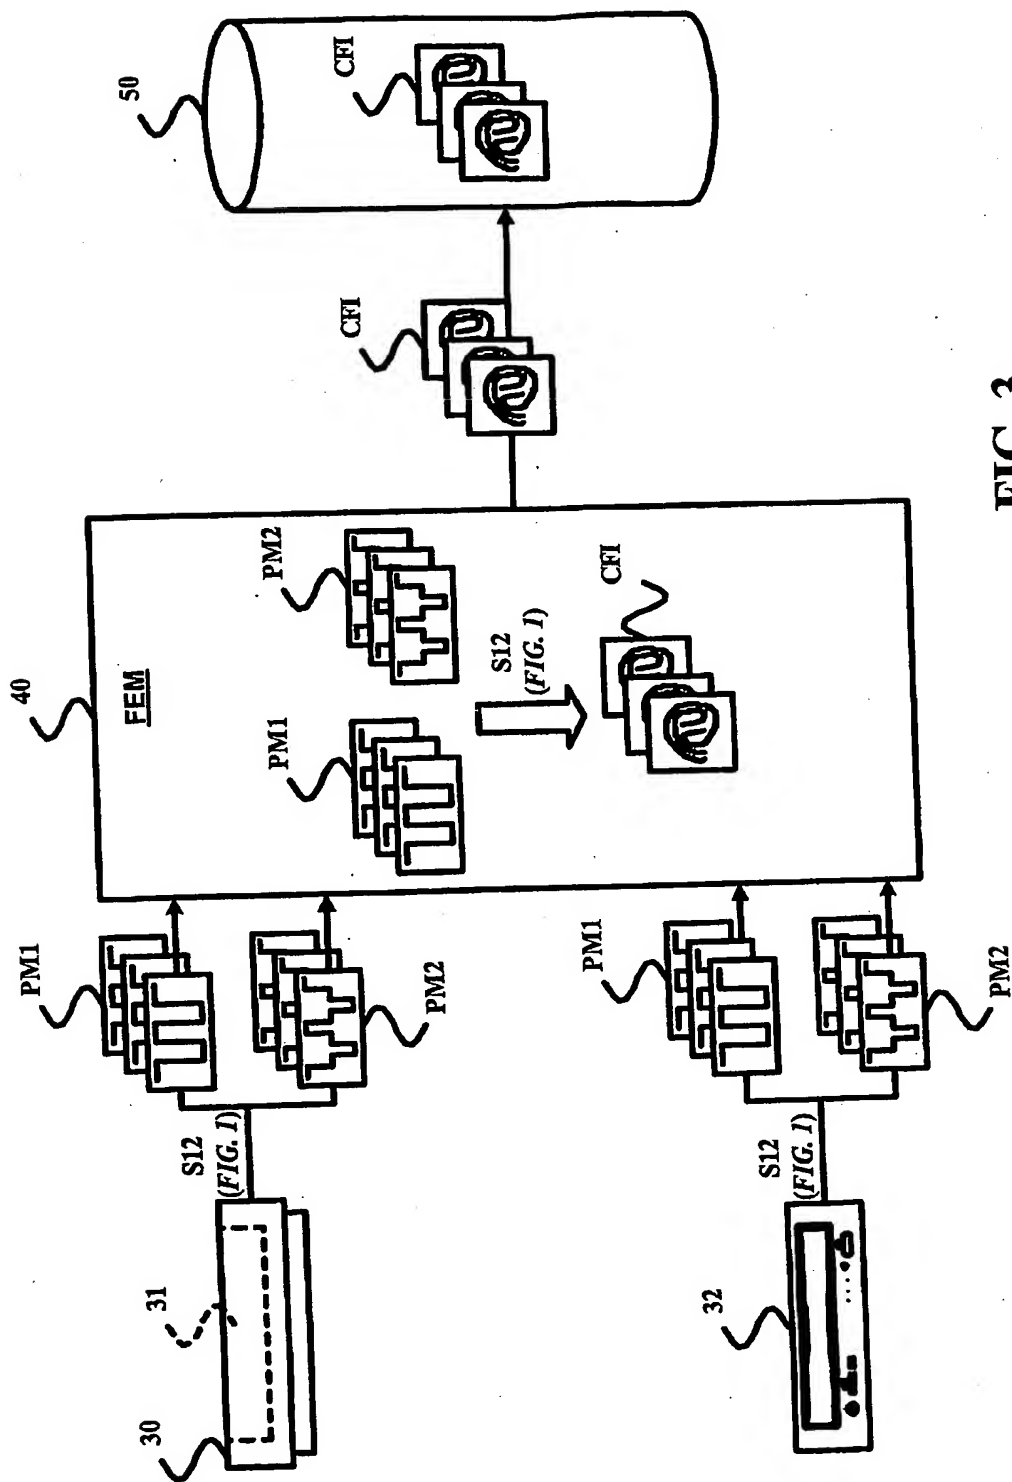 40
PM1
50
FEM
30
31
S12
(FIG. 1)
PM1
PM2
CFI
CFI
PM2
S12
(FIG. 1)
PM1
CFI
32
S12
(FIG. 1)
PM2
FIG.